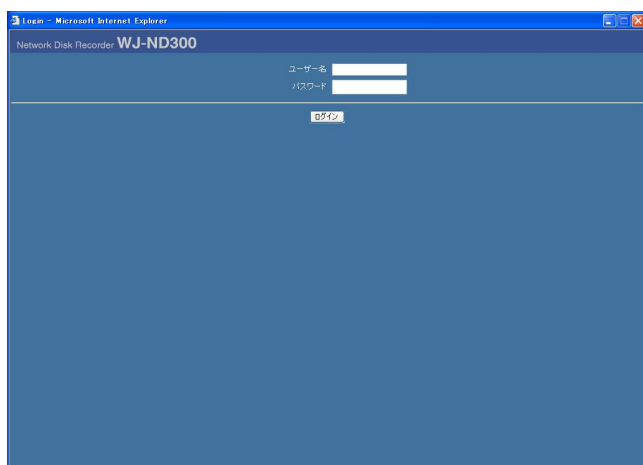 Login - Microsoft Internet Explorer
Network Disk Recorder WJ-ND300
ユーザー名
パスワード
ログイン